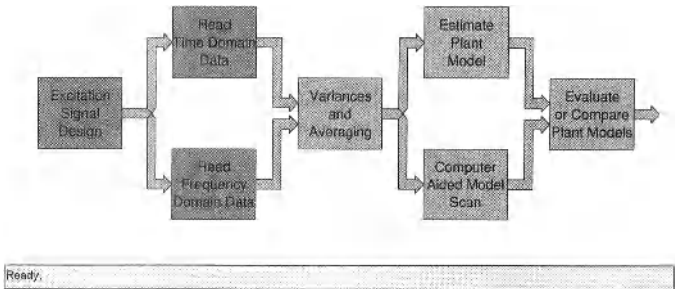 Read
Time Domain
Data
Estimate
Plant
Model
Excitation
Signal
Design
Variances
and
Averaging
Evaluate
or Compare
Plant Models
Read
Frequency
Domain Data
Computer
Aided Model
Scan
Ready.